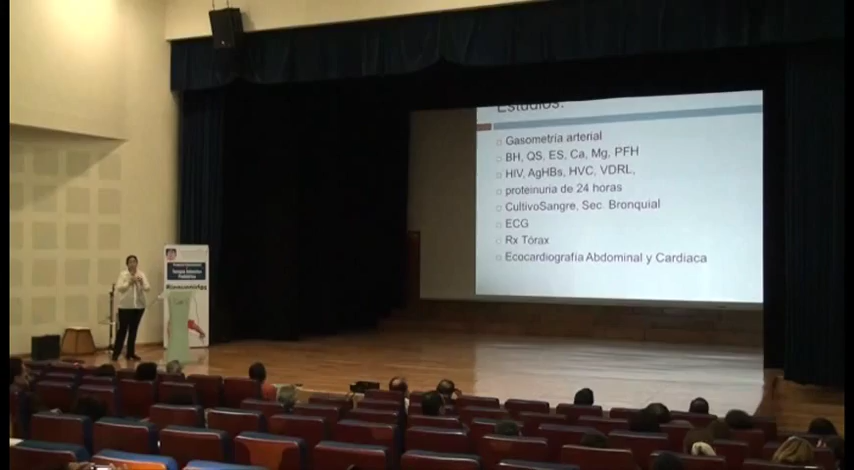 Estudios:
Gasometría arterial
BH, QS, ES, Ca, Mg, PFH
HIV, AgHBs, HVC, VDRL,
proteinuria de 24 horas
CultivoSangre, Sec. Bronquial
ECG
Rx Tórax
Ecocardiografía Abdominal y Cardiaca